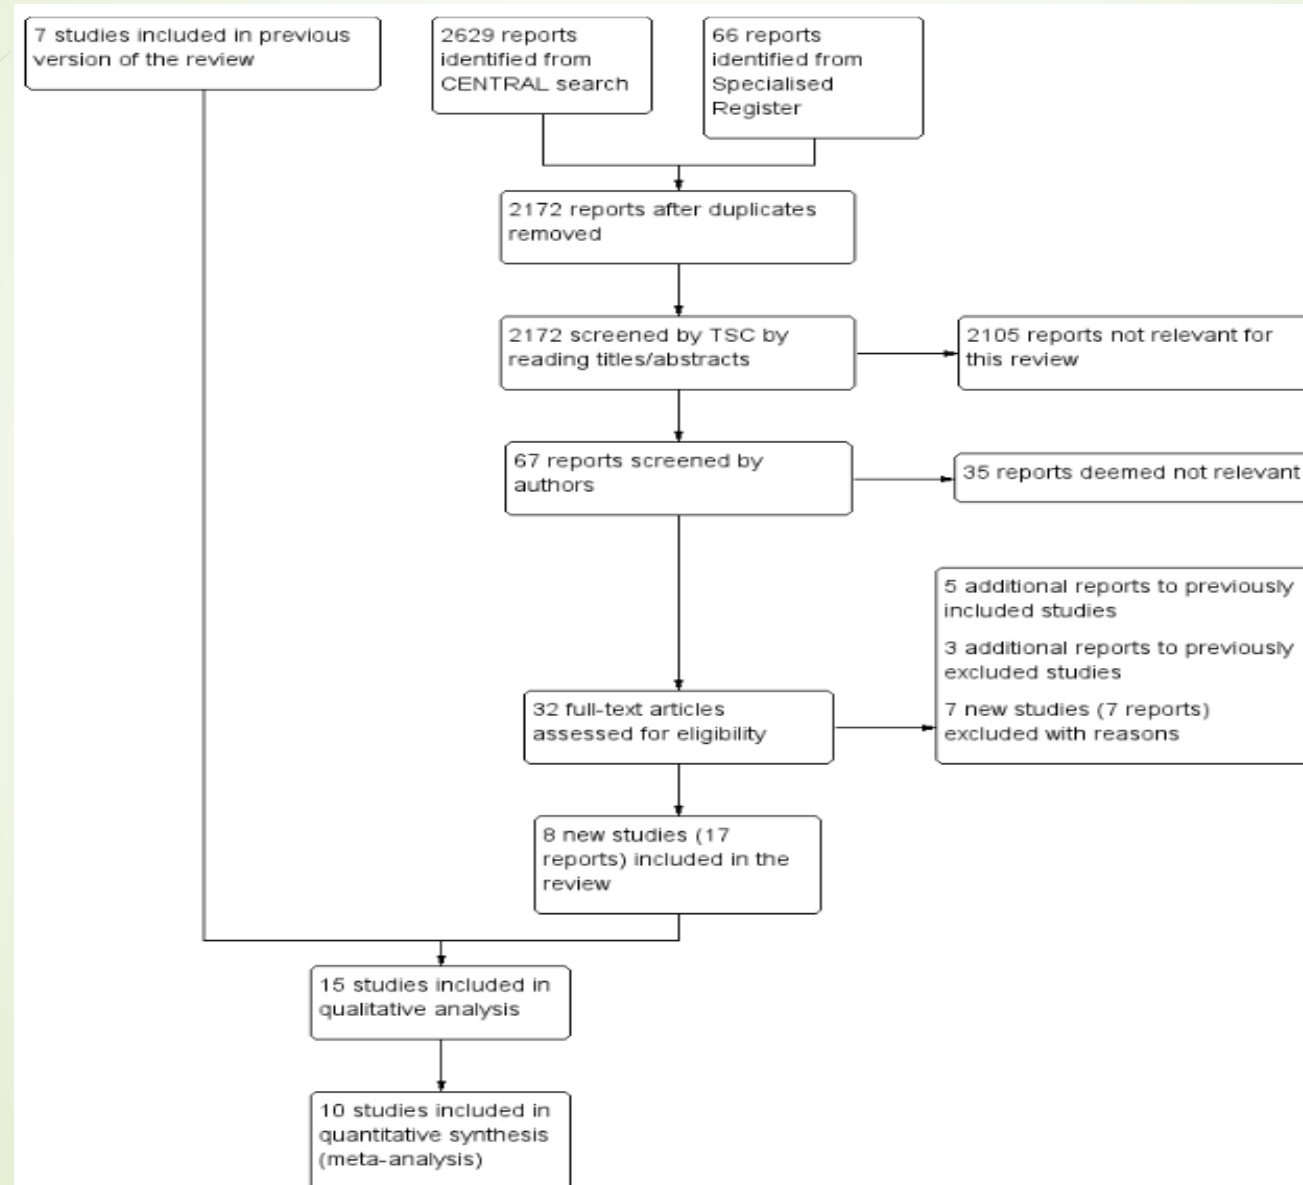 7 studies included in previous
version of the review
2629 reports
identified from
CENTRAL search
66 reports
identified from
Specialised
Register
2172 reports after duplicates
removed
2172 screened by TSC by
reading titles/abstracts
2105 reports not relevant for
this review
67 reports screened by
authors
35 reports deemed not relevant
32 full-text articles
assessed for eligibility
5 additional reports to previously
included studies
3 additional reports to previously
excluded studies
7 new studies (7 reports)
excluded with reasons
8 new studies (17
reports) included in the
review
15 studies included in
qualitative analysis
10 studies included in
quantitative synthesis
(meta-analysis)